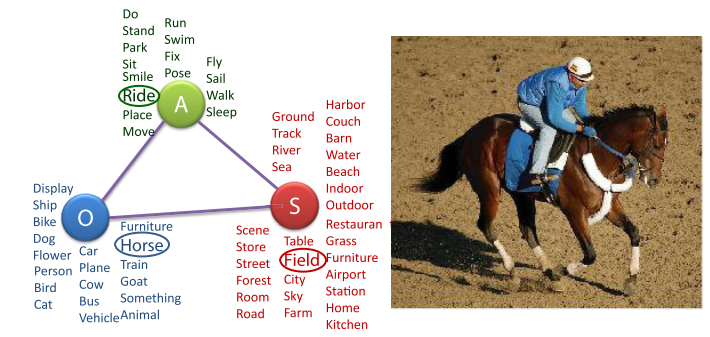 Do
Stand
Park
Sit
Smile
Ride
Place
Move
Run
Swim
Fix
Pose
Fly
Sail
Walk
Sleep
A
Ground
Track
River
Sea
Harbor
Couch
Barn
Water
Beach
Indoor
Outdoor
Restauran
Grass
Furniture
Airport
Station
Home
Kitchen
S
Scene
Store
Street
Forest
Room
Road
Table
Field
City
Sky
Farm
O
Display
Ship
Bike
Dog
Flower
Person
Bird
Cat
Car
Plane
Cow
Bus
Vehicle
Furniture
Horse
Train
Goat
Something
Animal